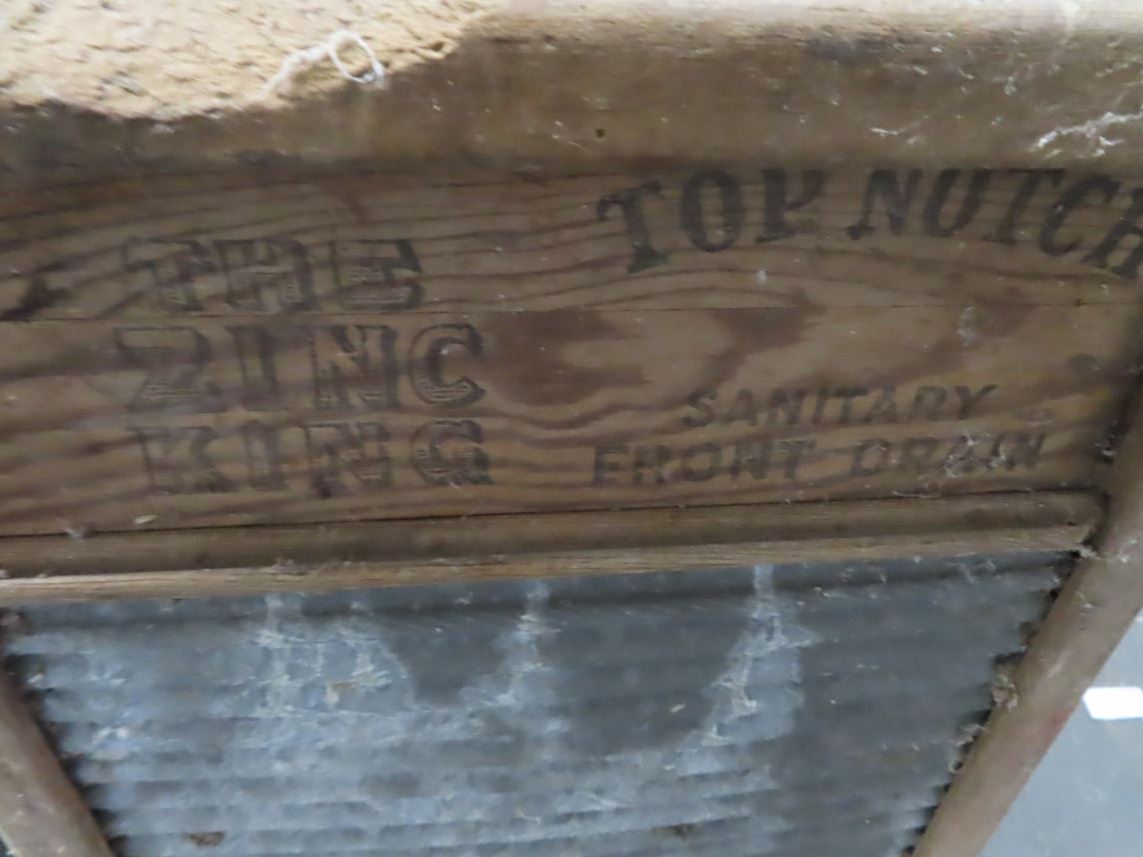 THE
ZINC
KING
TOP NOTCH
SANITARY
FRONT DRAIN